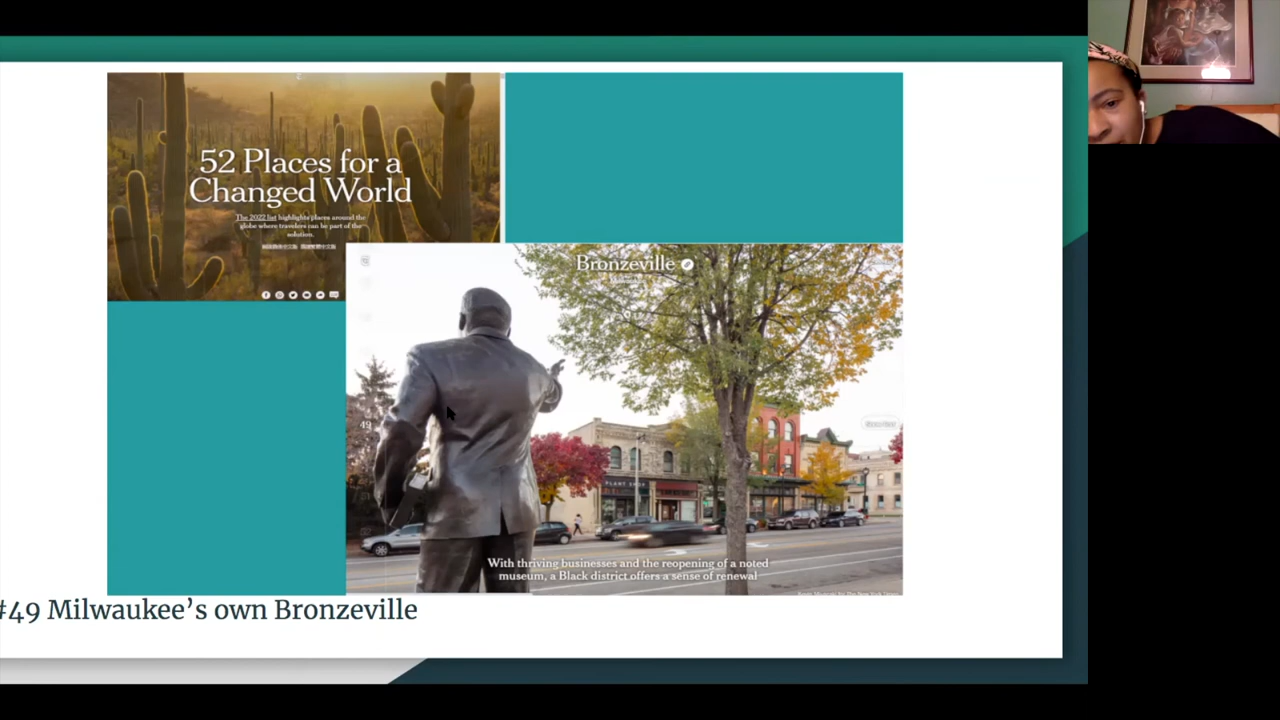 52 Places for a
Changed World
The 2022 list highlights places around the
globe where travelers can be part of the
solution.
Bronzeville
49
PLANT SHOP
With thriving businesses and the reopening of a noted
museum, a Black district offers a sense of renewal
#49 Milwaukee’s own Bronzeville